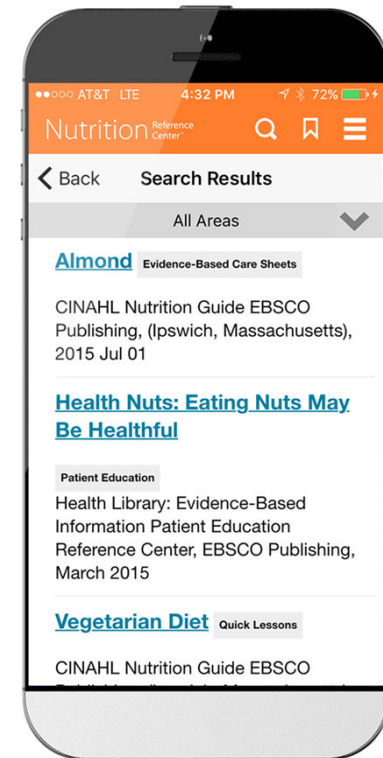 AT&T LTE 4:32 PM 72%
Nutrition Reference Center™
Back Search Results
All Areas
Almond Evidence-Based Care Sheets
CINAHL Nutrition Guide EBSCO
Publishing, (Ipswich, Massachusetts),
2015 Jul 01
Health Nuts: Eating Nuts May
Be Healthful
Patient Education
Health Library: Evidence-Based
Information Patient Education
Reference Center, EBSCO Publishing,
March 2015
Vegetarian Diet Quick Lessons
CINAHL Nutrition Guide EBSCO